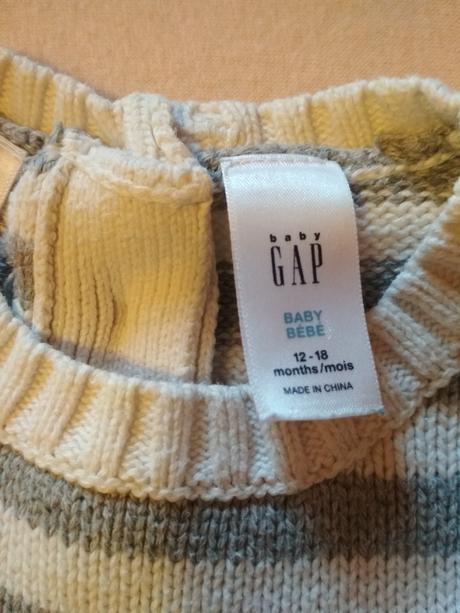 baby
GAP
BABY
BÉBÉ
12 - 18
months/mois
MADE IN CHINA